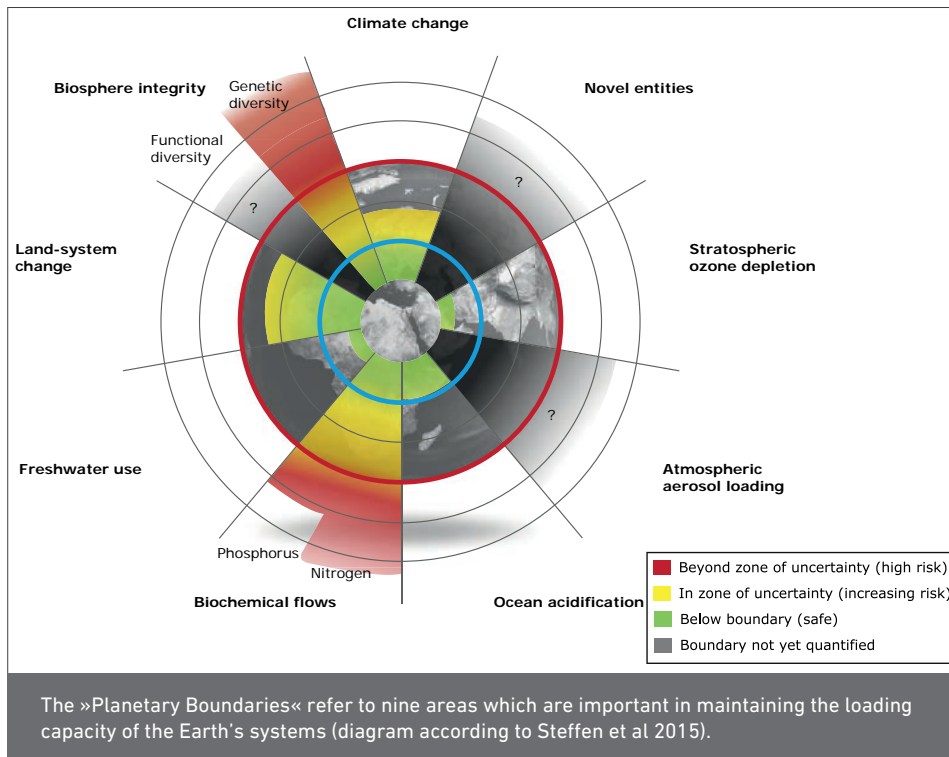 Climate change
Biosphere integrity
Genetic
diversity
Functional
diversity
Novel entities
?
?
Land-system
change
Stratospheric
ozone depletion
?
Freshwater use
Atmospheric
aerosol loading
Phosphorus
Nitrogen
Biochemical flows
Ocean acidification
Beyond zone of uncertainty (high risk)
In zone of uncertainty (increasing risk)
Below boundary (safe)
Boundary not yet quantified
The »Planetary Boundaries« refer to nine areas which are important in maintaining the loading
capacity of the Earth's systems (diagram according to Steffen et al 2015).